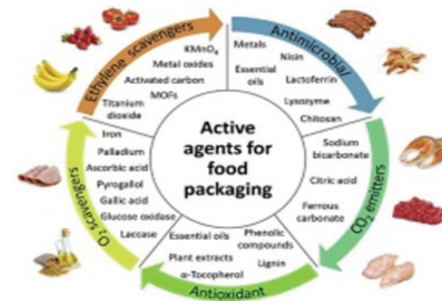 Active
agents for
food
packaging
Ethylene scavengers
KMnO₄
Metal oxides
Activated carbon
MOFs
Titanium
dioxide
Antimicrobial
Metals
Nisin
Essential
oils
Lactoferrin
Lysozyme
Chitosan
CO₂ emitters
Sodium
bicarbonate
Citric acid
Ferrous
carbonate
Antioxidant
Essential oils
Phenolic
compounds
Plant extracts
Lignin
α-Tocopherol
O₂ scavengers
Iron
Palladium
Ascorbic acid
Pyrogallol
Gallic acid
Glucose oxidase
Laccase